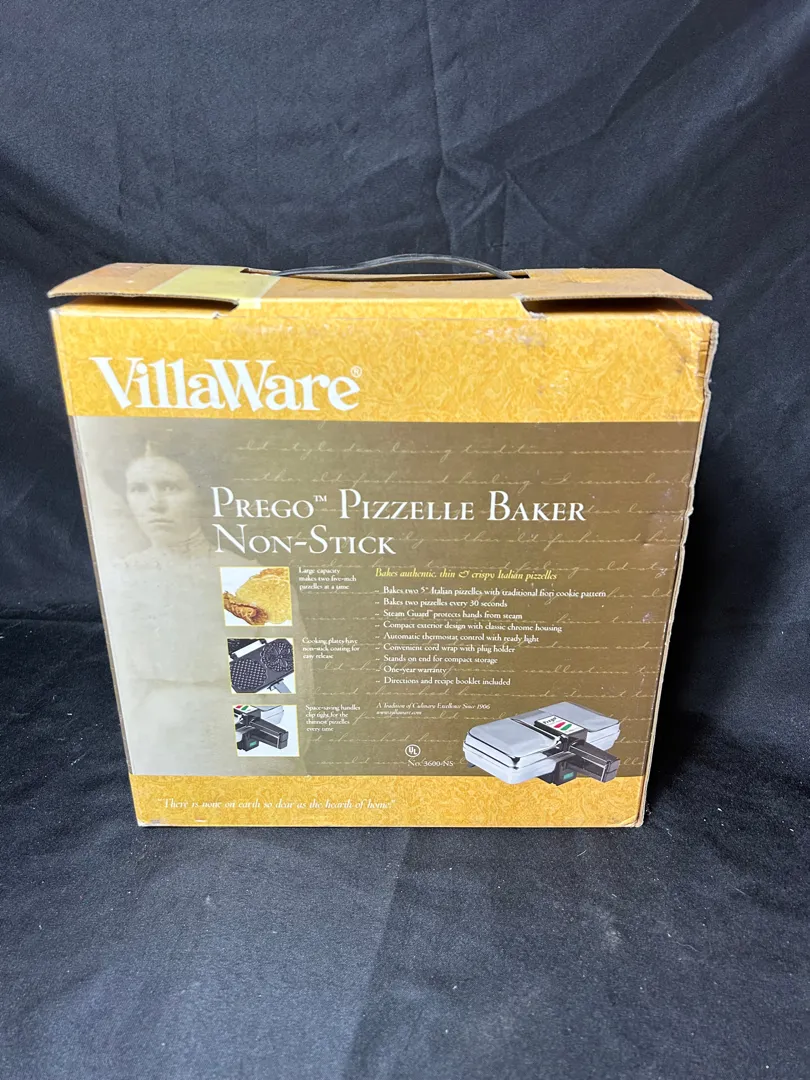 VillaWare®
PREGO™ PIZZELLE BAKER
NON-STICK
Large capacity
makes two five-inch
pizzelles at a time
Cooking plates have
non-stick coating for
easy release
Space-saving handles
clip tight for the
thinnest pizzelles
every time
Bakes authentic, thin & crispy Italian pizzelles
– Bakes two 5" Italian pizzelles with traditional fiori cookie pattern
– Bakes two pizzelles every 30 seconds
– Steam Guard™ protects hands from steam
– Compact exterior design with classic chrome housing
– Automatic thermostat control with ready light
– Convenient cord wrap with plug holder
– Stands on end for compact storage
– One-year warranty
– Directions and recipe booklet included
A Tradition of Culinary Excellence Since 1906
www.villaware.com
UL
No. 3600-NS
Prego
"There is none on earth so dear as the hearth of home"